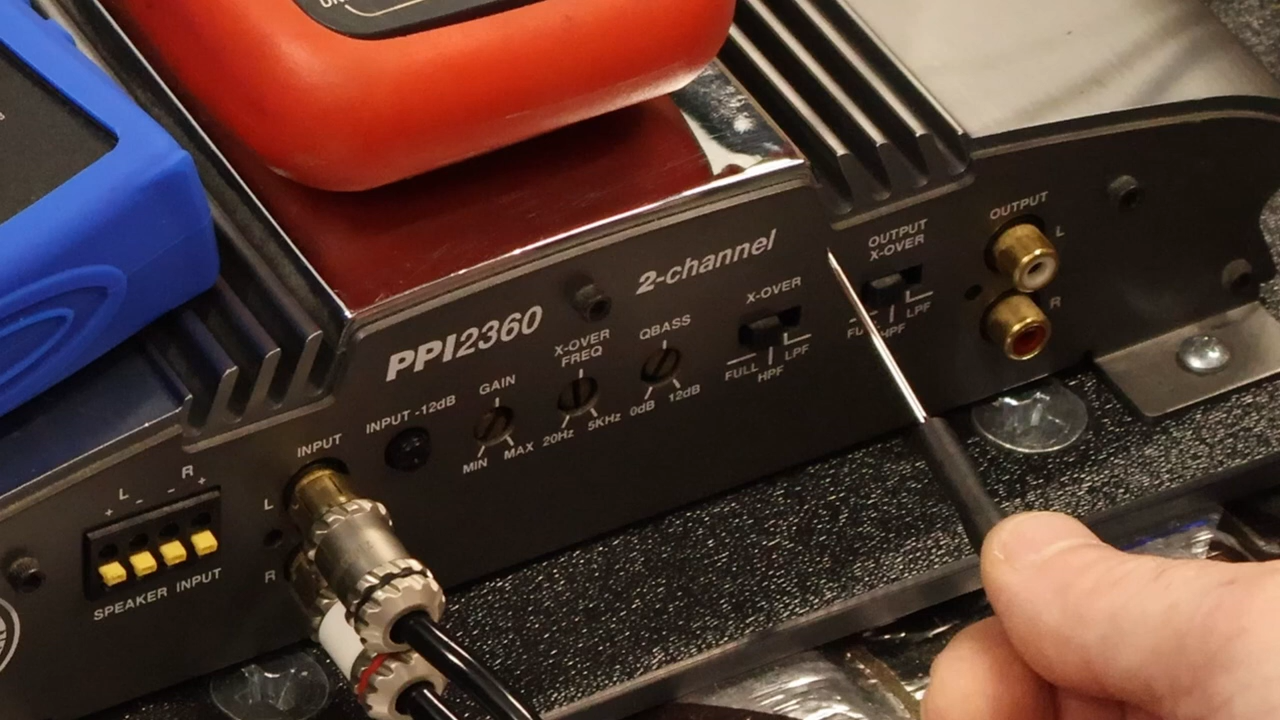 PPI2360
2-channel
OUTPUT
L
R
OUTPUT
X-OVER
HPF
LPF
X-OVER
FULL
HPF
LPF
QBASS
0dB
12dB
X-OVER
FREQ
20Hz
5KHz
GAIN
MIN
MAX
INPUT -12dB
INPUT
L
R
L
R
+ - - +
SPEAKER INPUT